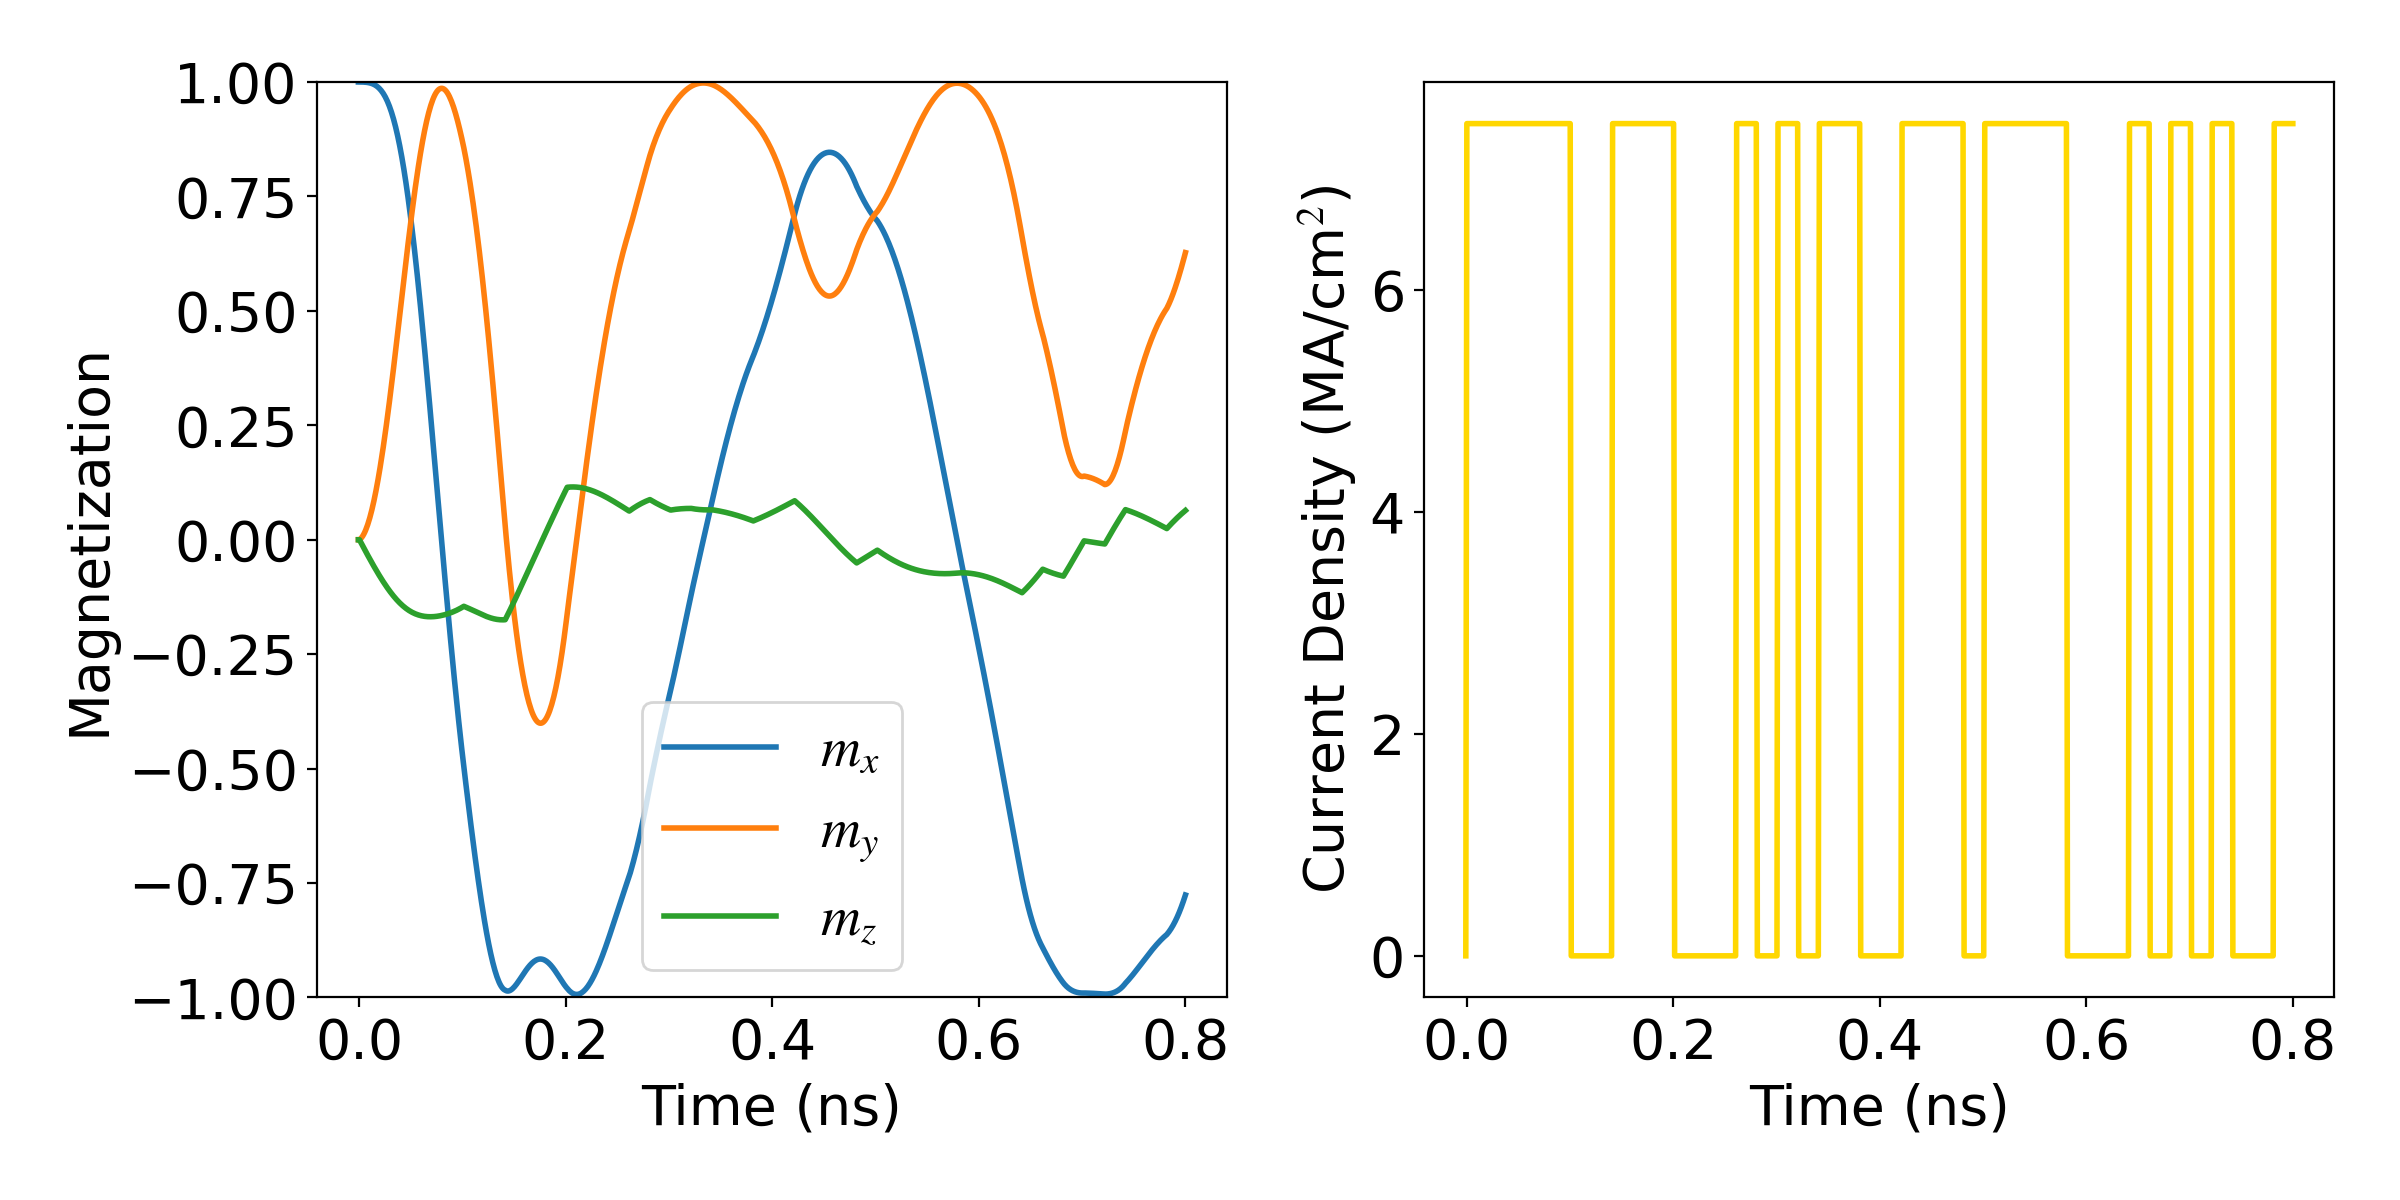 Magnetization
1.00
0.75
0.50
0.25
0.00
−0.25
−0.50
−0.75
−1.00
0.0 0.2 0.4 0.6 0.8
Time (ns)
m_x
m_y
m_z
Current Density (MA/cm²)
6
4
2
0
0.0 0.2 0.4 0.6 0.8
Time (ns)